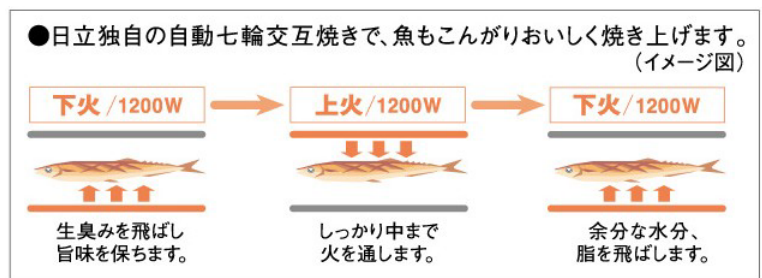 ●日立独自の自動七輪交互焼きで、魚もこんがりおいしく焼き上げます。
（イメージ図）
下火/1200W
上火/1200W
下火/1200W
生臭みを飛ばし
旨味を保ちます。
しっかり中まで
火を通します。
余分な水分、
脂を飛ばします。